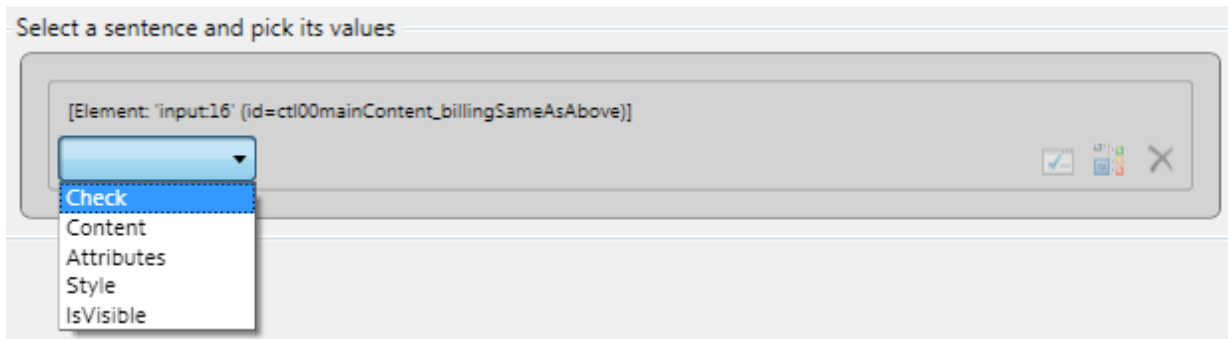 Select a sentence and pick its values
[Element: 'input:16' (id=ctl00mainContent_billingSameAsAbove)]
Check
Content
Attributes
Style
IsVisible